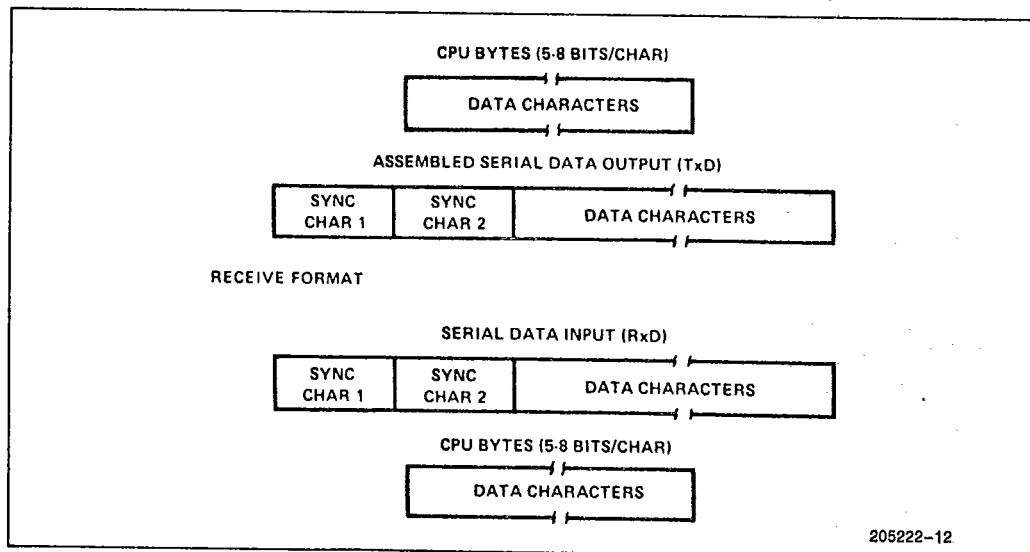 CPU BYTES (5-8 BITS/CHAR)
DATA CHARACTERS
ASSEMBLED SERIAL DATA OUTPUT (TxD)
SYNC CHAR 1
SYNC CHAR 2
DATA CHARACTERS
RECEIVE FORMAT
SERIAL DATA INPUT (RxD)
SYNC CHAR 1
SYNC CHAR 2
DATA CHARACTERS
CPU BYTES (5-8 BITS/CHAR)
DATA CHARACTERS
205222-12